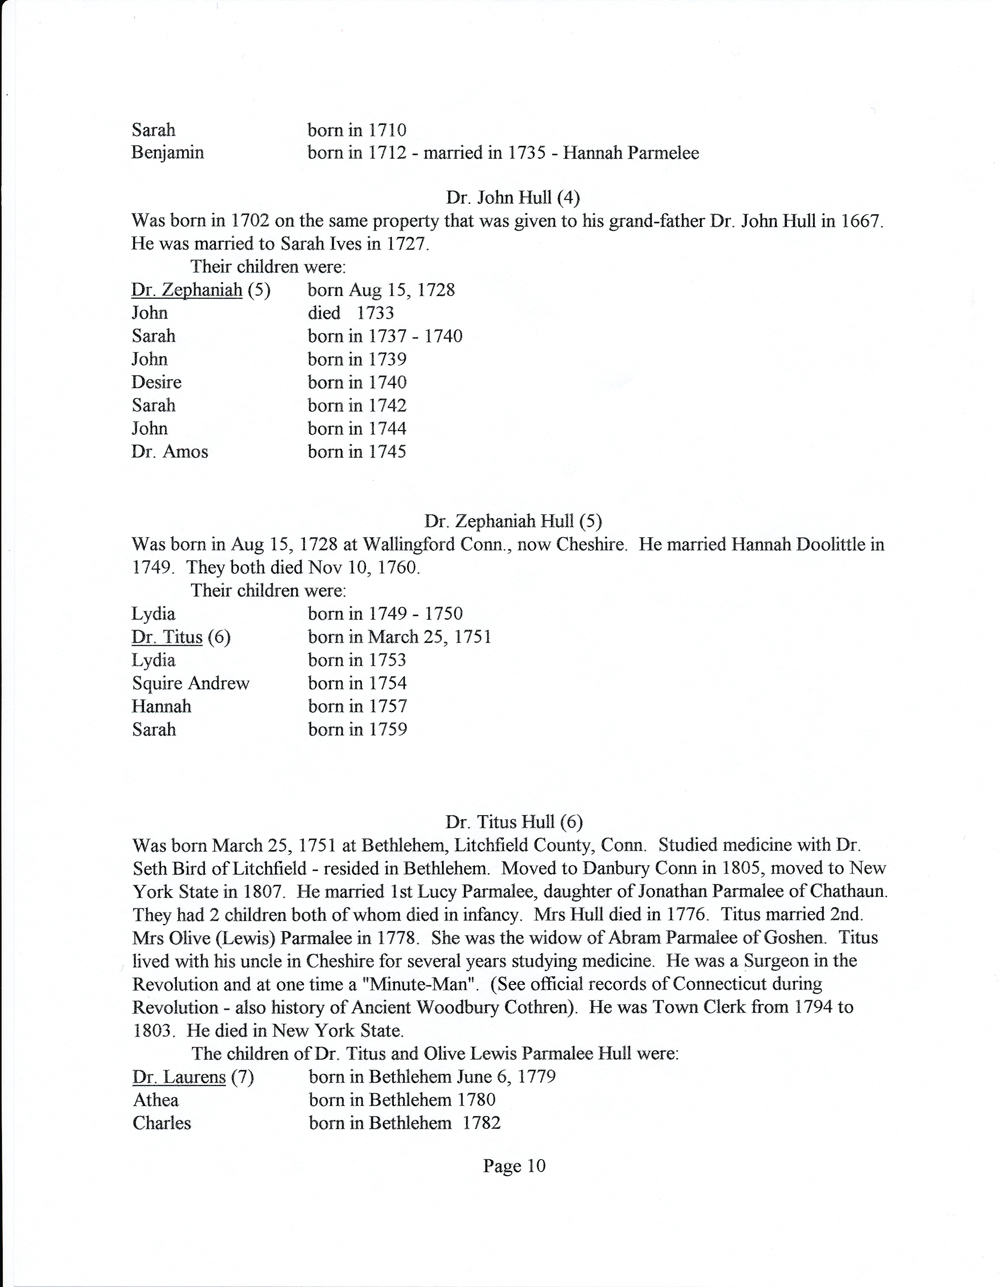 Sarah born in 1710
Benjamin born in 1712 - married in 1735 - Hannah Parmelee
Dr. John Hull (4)
Was born in 1702 on the same property that was given to his grand-father Dr. John Hull in 1667.
He was married to Sarah Ives in 1727.
Their children were:
Dr. Zephaniah (5) born Aug 15, 1728
John died 1733
Sarah born in 1737 - 1740
John born in 1739
Desire born in 1740
Sarah born in 1742
John born in 1744
Dr. Amos born in 1745
Dr. Zephaniah Hull (5)
Was born in Aug 15, 1728 at Wallingford Conn., now Cheshire. He married Hannah Doolittle in
1749. They both died Nov 10, 1760.
Their children were:
Lydia born in 1749 - 1750
Dr. Titus (6) born in March 25, 1751
Lydia born in 1753
Squire Andrew born in 1754
Hannah born in 1757
Sarah born in 1759
Dr. Titus Hull (6)
Was born March 25, 1751 at Bethlehem, Litchfield County, Conn. Studied medicine with Dr.
Seth Bird of Litchfield - resided in Bethlehem. Moved to Danbury Conn in 1805, moved to New
York State in 1807. He married 1st Lucy Parmalee, daughter of Jonathan Parmalee of Chathaun.
They had 2 children both of whom died in infancy. Mrs Hull died in 1776. Titus married 2nd.
Mrs Olive (Lewis) Parmalee in 1778. She was the widow of Abram Parmalee of Goshen. Titus
lived with his uncle in Cheshire for several years studying medicine. He was a Surgeon in the
Revolution and at one time a "Minute-Man". (See official records of Connecticut during
Revolution - also history of Ancient Woodbury Cothren). He was Town Clerk from 1794 to
1803. He died in New York State.
The children of Dr. Titus and Olive Lewis Parmalee Hull were:
Dr. Laurens (7) born in Bethlehem June 6, 1779
Athea born in Bethlehem 1780
Charles born in Bethlehem 1782
Page 10